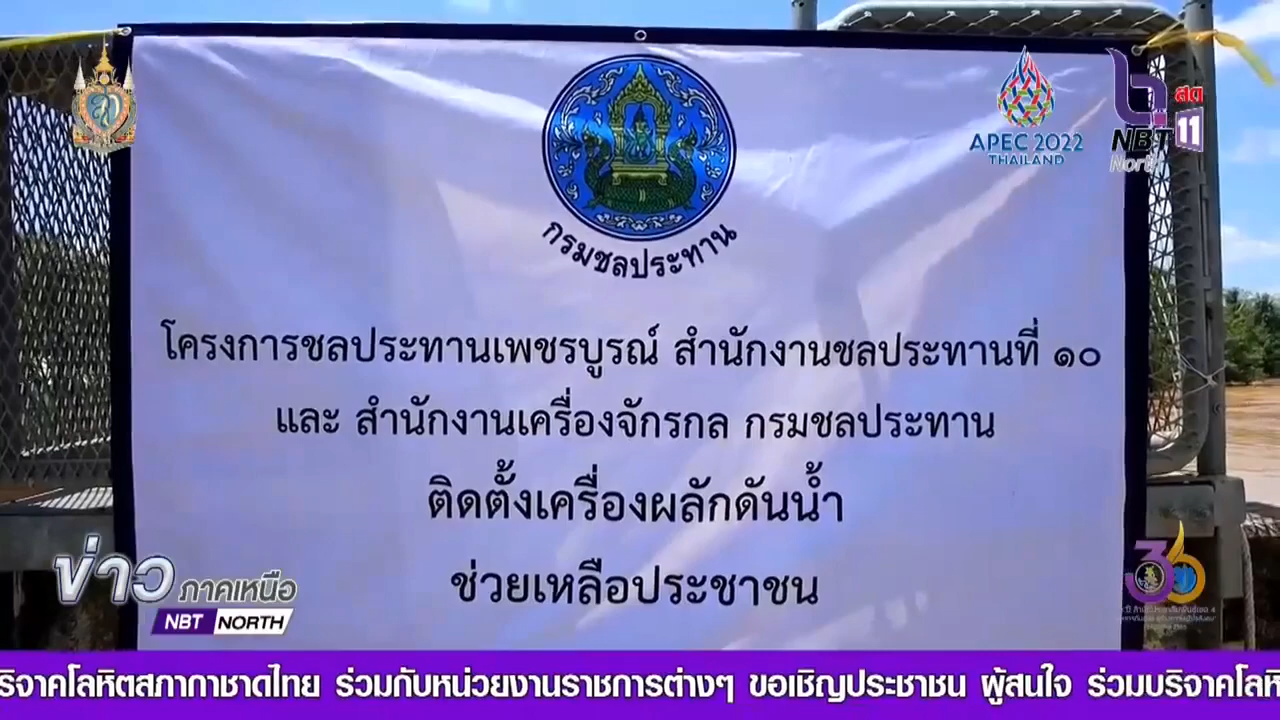 APEC 2022
THAILAND
สด
NBT 11
North
กรมชลประทาน
โครงการชลประทานเพชรบูรณ์ สำนักงานชลประทานที่ ๑๐
และ สำนักงานเครื่องจักรกล กรมชลประทาน
ติดตั้งเครื่องผลักดันน้ำ
ช่วยเหลือประชาชน
ข่าว ภาคเหนือ
NBT NORTH
36
ริจาคโลหิตสภากาชาดไทย ร่วมกับหน่วยงานราชการต่างๆ ขอเชิญประชาชน ผู้สนใจ ร่วมบริจาคโลหิ